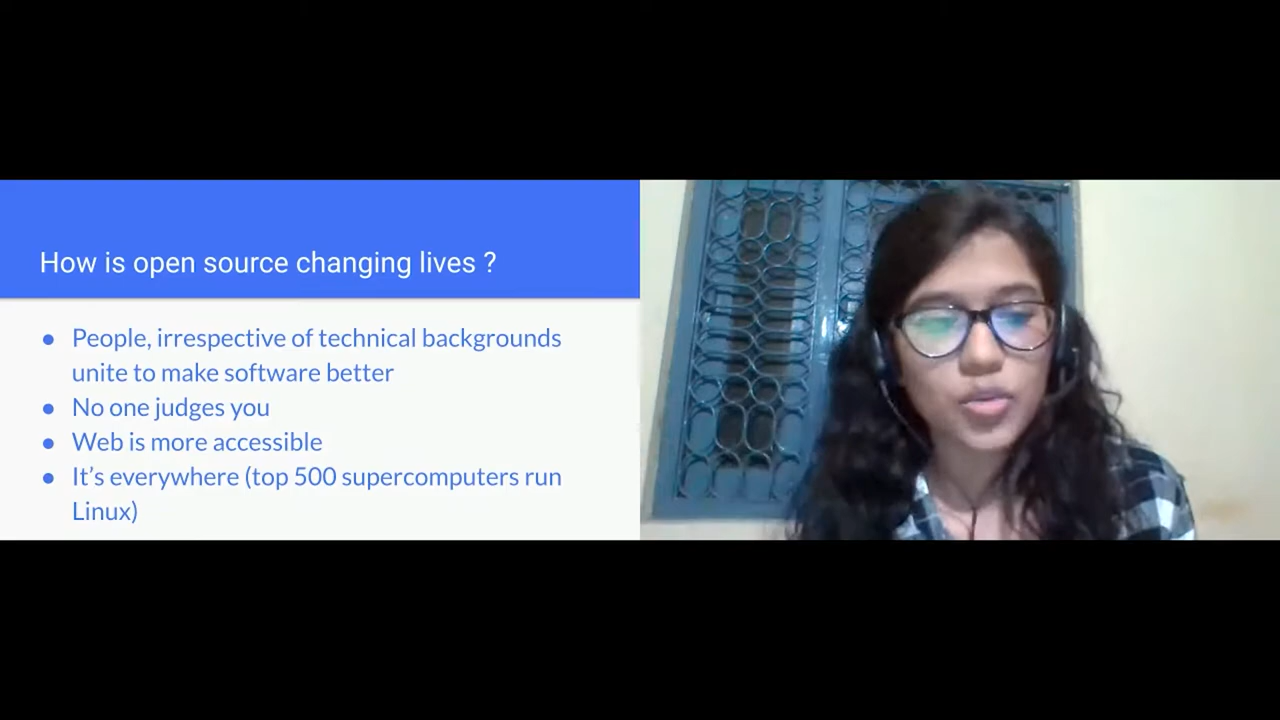 How is open source changing lives ?
● People, irrespective of technical backgrounds
unite to make software better
● No one judges you
● Web is more accessible
● It’s everywhere (top 500 supercomputers run
Linux)